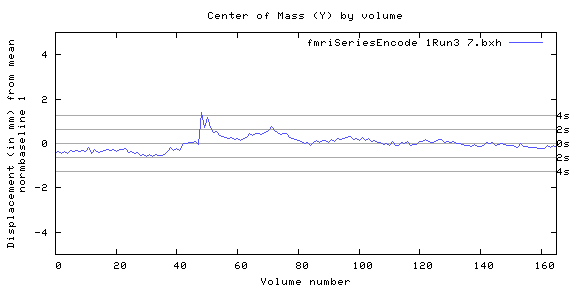 Center of Mass (Y) by volume
fmriSeriesEncode 1Run3 7.bxh
Displacement (in mm) from mean
normbaseline 1
4
2
0
-2
-4
4s
2s
0s
2s
4s
0 20 40 60 80 100 120 140 160
Volume number